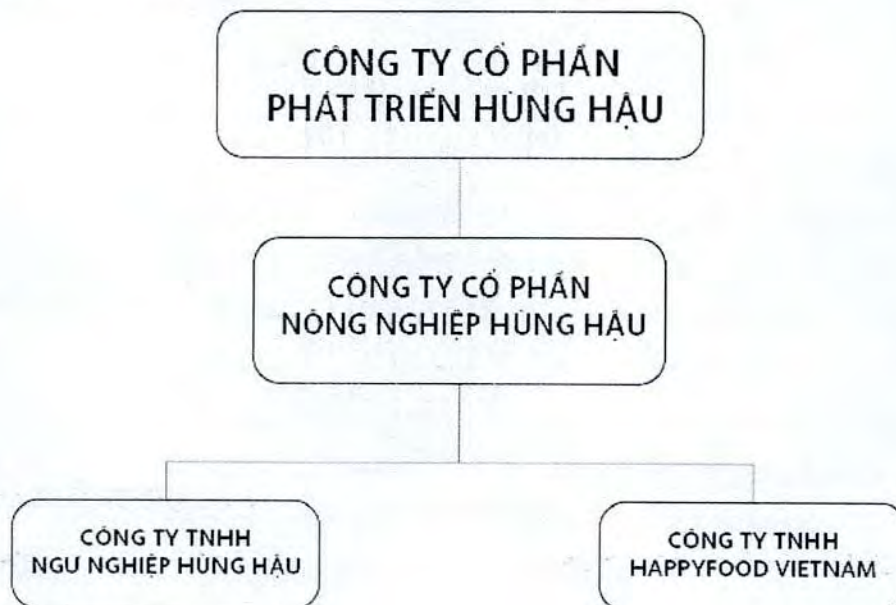 CÔNG TY CỔ PHẦN
PHÁT TRIỂN HÙNG HẬU
CÔNG TY CỔ PHẦN
NÔNG NGHIỆP HÙNG HẬU
CÔNG TY TNHH
NGƯ NGHIỆP HÙNG HẬU
CÔNG TY TNHH
HAPPYFOOD VIETNAM